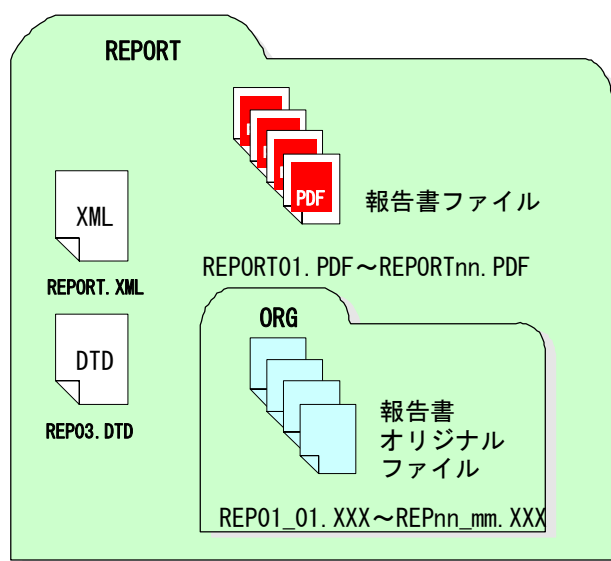 REPORT
PDF
報告書ファイル
XML
REPORT.XML
REPORT01.PDF～REPORTnn.PDF
ORG
DTD
REP03.DTD
報告書
オリジナル
ファイル
REP01_01.XXX～REPnn_mm.XXX